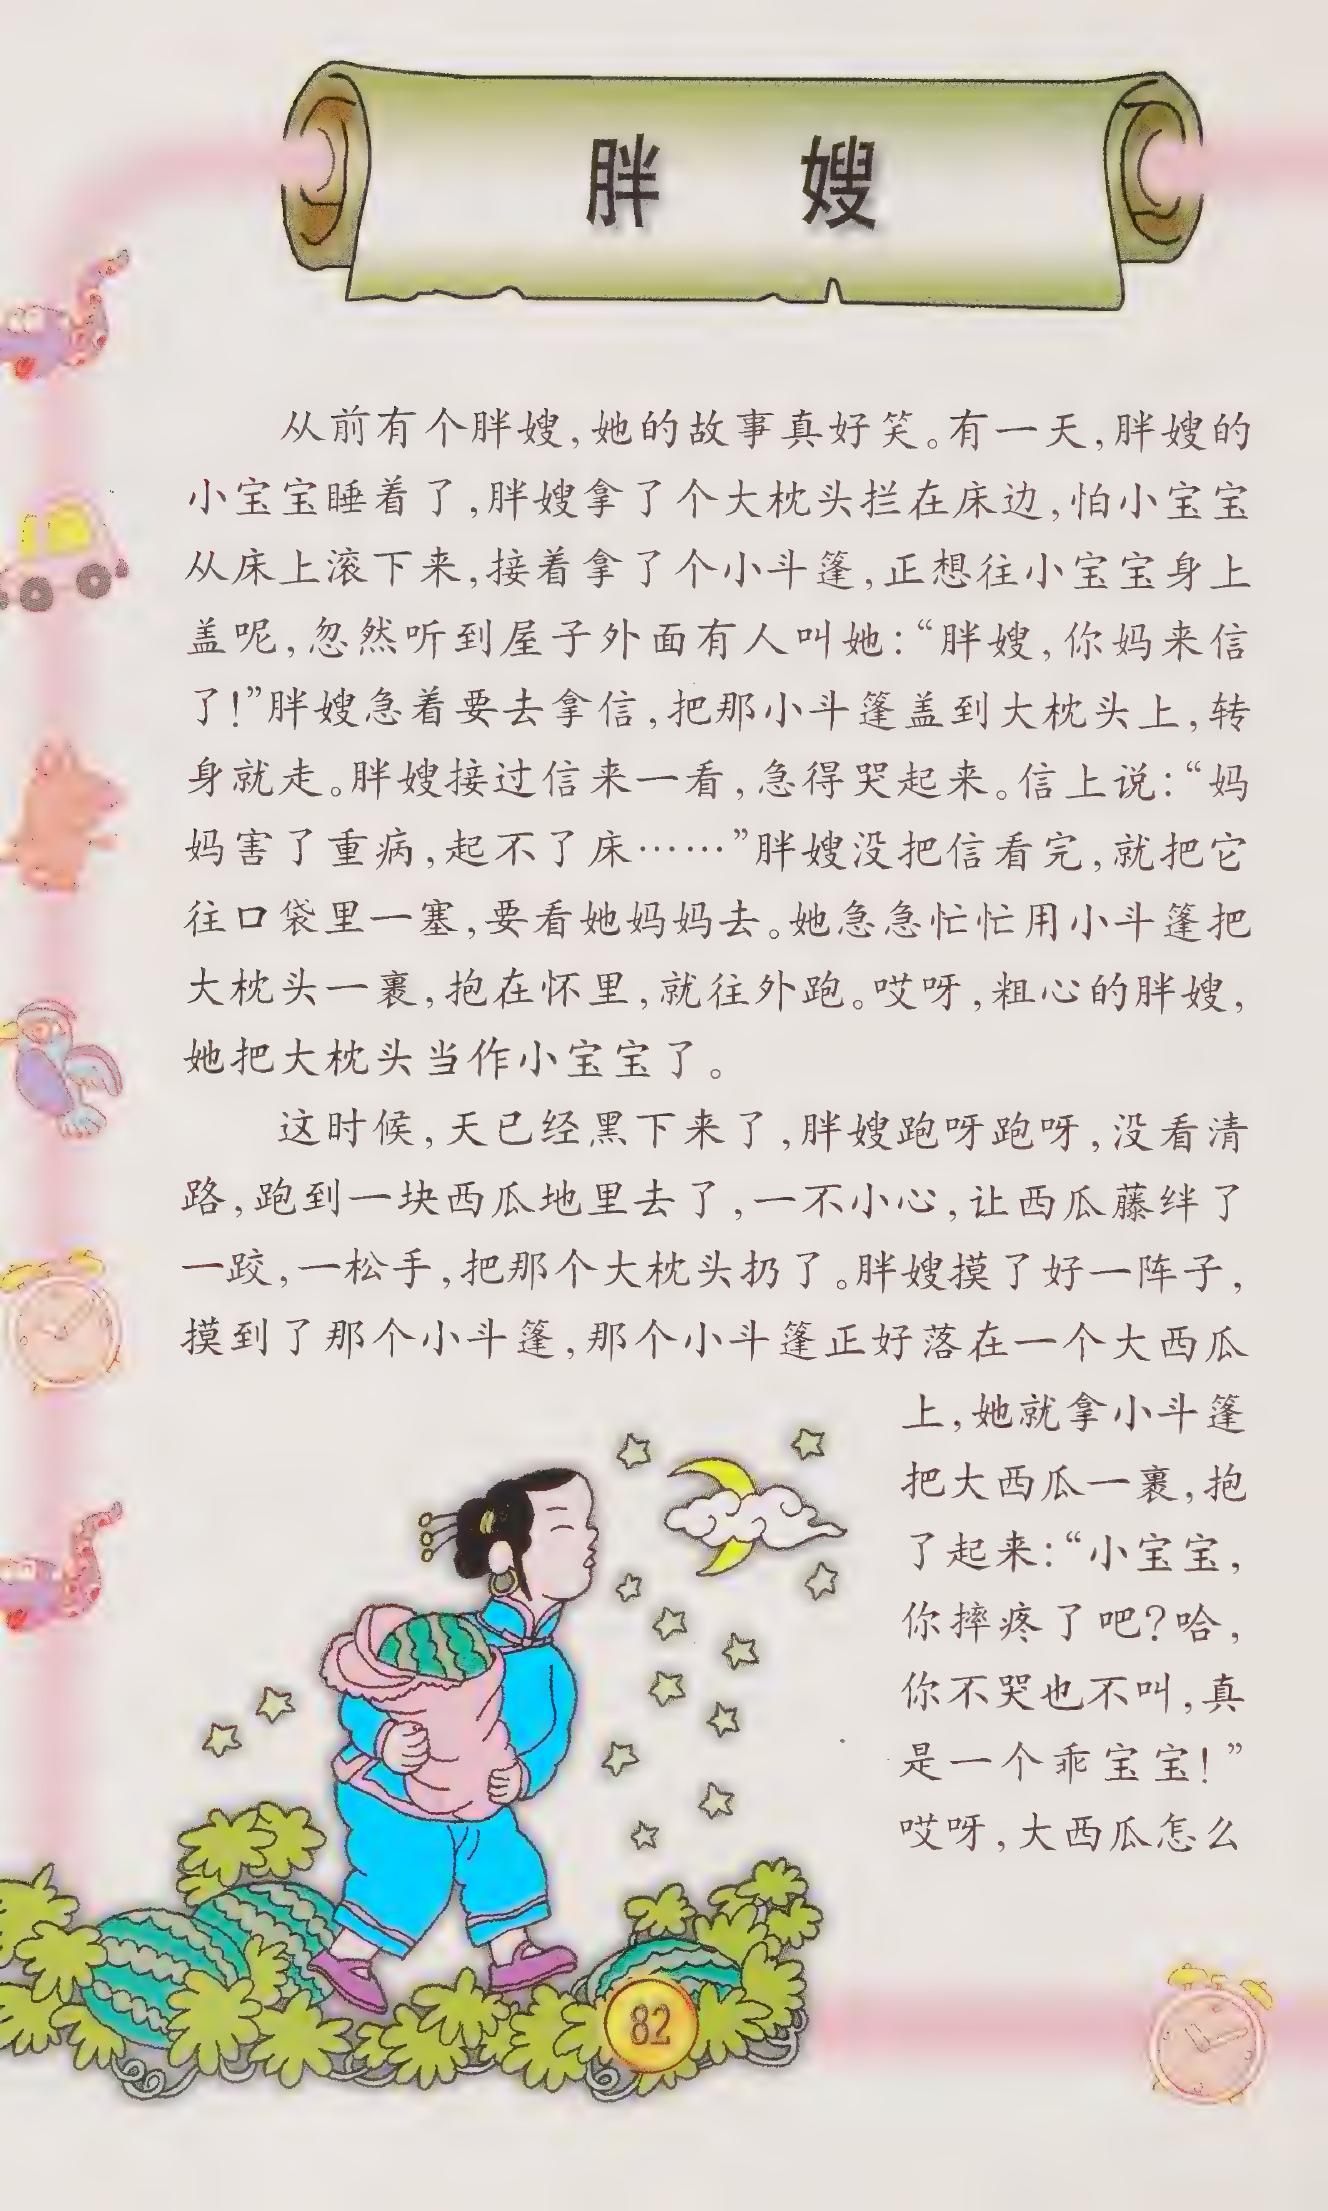 胖 嫂
从前有个胖嫂,她的故事真好笑。有一天,胖嫂的
小宝宝睡着了,胖嫂拿了个大枕头拦在床边,怕小宝宝
从床上滚下来,接着拿了个小斗篷,正想往小宝宝身上
盖呢,忽然听到屋子外面有人叫她:“胖嫂,你妈来信
了!”胖嫂急着要去拿信,把那小斗篷盖到大枕头上,转
身就走。胖嫂接过信来一看,急得哭起来。信上说:“妈
妈害了重病,起不了床……”胖嫂没把信看完,就把它
往口袋里一塞,要看她妈妈去。她急急忙忙用小斗篷把
大枕头一裹,抱在怀里,就往外跑。哎呀,粗心的胖嫂,
她把大枕头当作小宝宝了。
这时候,天已经黑下来了,胖嫂跑呀跑呀,没看清
路,跑到一块西瓜地里去了,一不小心,让西瓜藤绊了
一跤,一松手,把那个大枕头扔了。胖嫂摸了好一阵子,
摸到了那个小斗篷,那个小斗篷正好落在一个大西瓜
上,她就拿小斗篷
把大西瓜一裹,抱
了起来:“小宝宝,
你摔疼了吧?哈,
你不哭也不叫,真
是一个乖宝宝!”
哎呀,大西瓜怎么
82